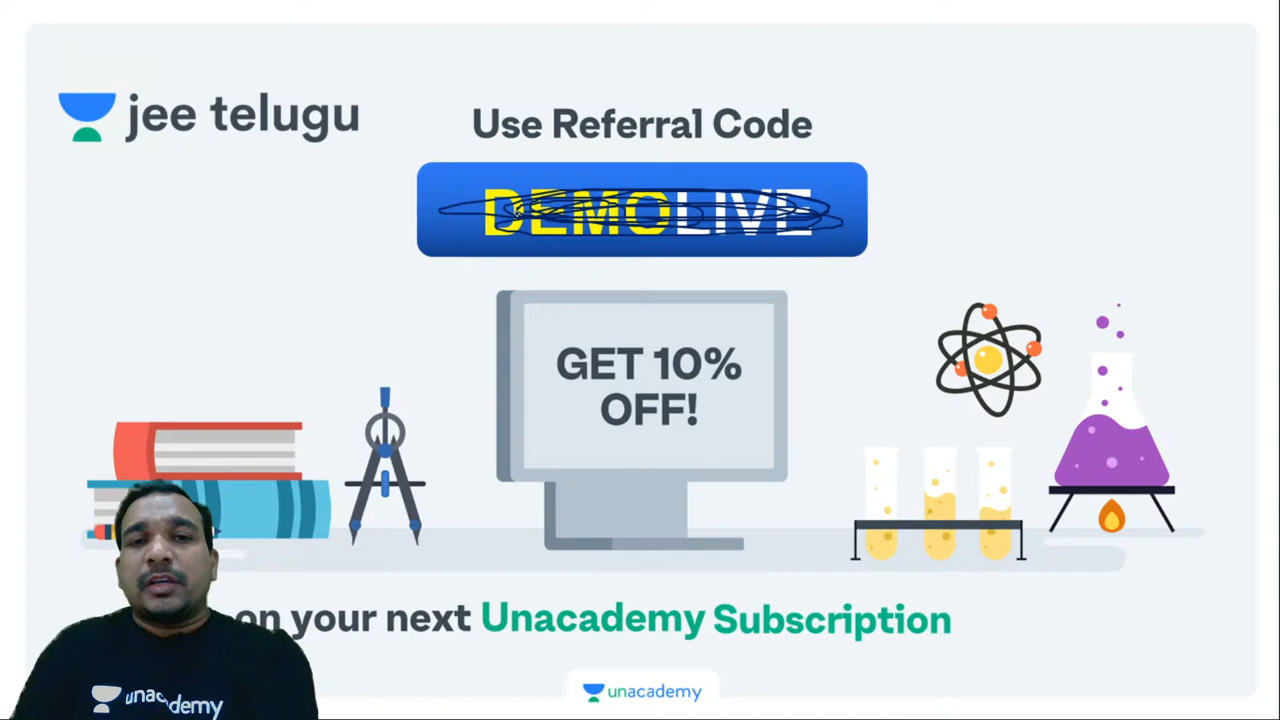 jee telugu
Use Referral Code
DEMOLIVE
GET 10%
OFF!
on your next Unacademy Subscription
unacademy
unacademy